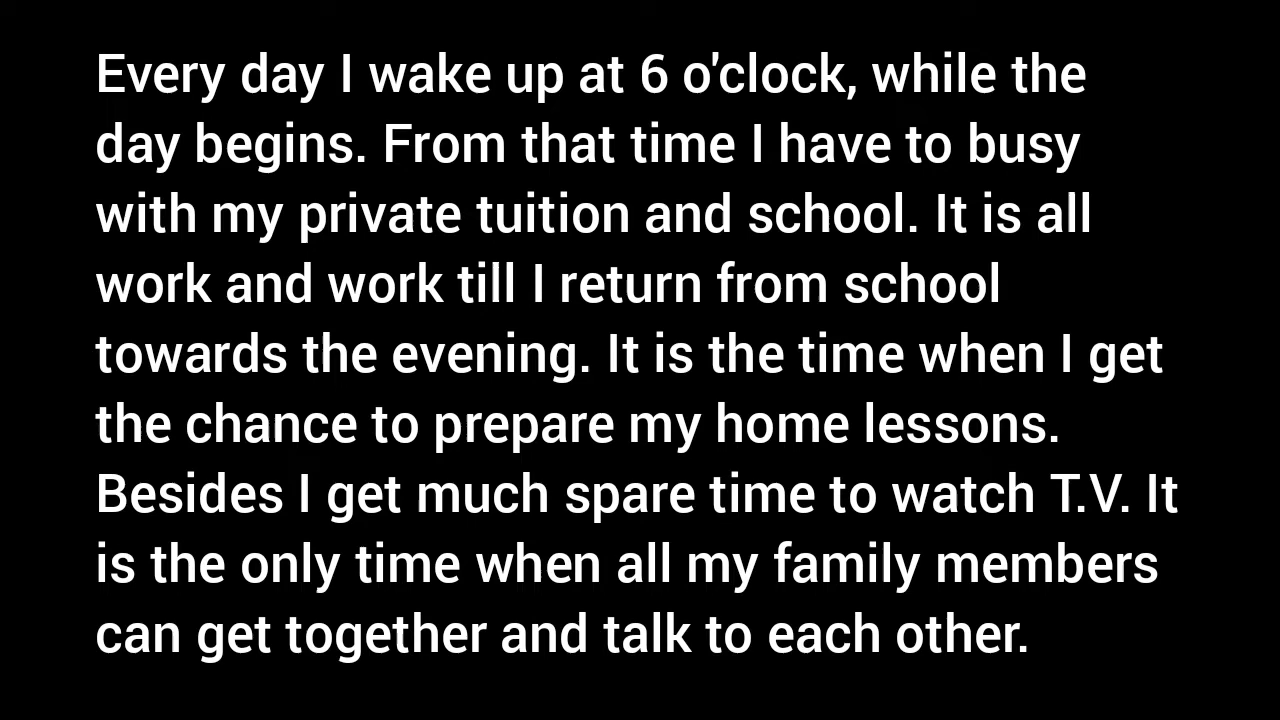 Every day I wake up at 6 o'clock, while the
day begins. From that time I have to busy
with my private tuition and school. It is all
work and work till I return from school
towards the evening. It is the time when I get
the chance to prepare my home lessons.
Besides I get much spare time to watch T.V. It
is the only time when all my family members
can get together and talk to each other.